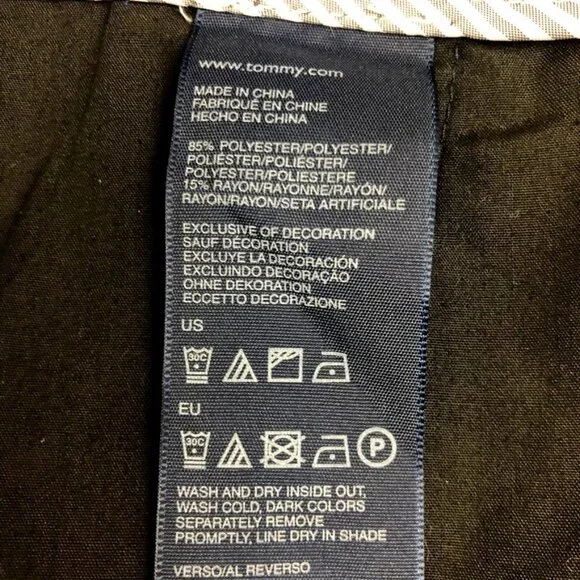 www.tommy.com
MADE IN CHINA
FABRIQUÉ EN CHINE
HECHO EN CHINA
85% POLYESTER/POLYESTER/
POLIÉSTER/POLIÉSTER/
POLYESTER/POLIESTERE
15% RAYON/RAYONNE/RAYÓN/
RAYON/RAYON/SETA ARTIFICIALE
EXCLUSIVE OF DECORATION
SAUF DÉCORATION
EXCLUYE LA DECORACIÓN
EXCLUINDO DECORAÇÃO
OHNE DEKORATION
ECCETTO DECORAZIONE
US
30C
EU
30C P
WASH AND DRY INSIDE OUT,
WASH COLD, DARK COLORS
SEPARATELY REMOVE
PROMPTLY, LINE DRY IN SHADE
VERSO/AL REVERSO